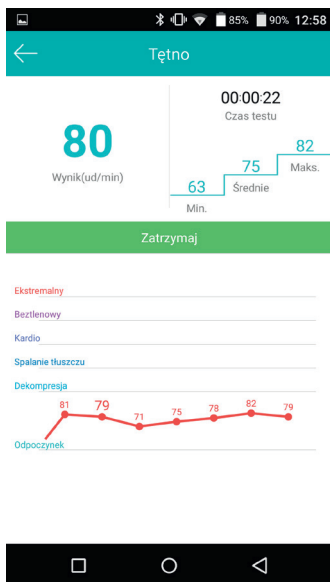 85% 90% 12:58
Tętno
80
Wynik(ud/min)
00:00:22
Czas testu
82
Maks.
75
Średnie
63
Min.
Zatrzymaj
Ekstremalny
Beztlenowy
Kardio
Spalanie tłuszczu
Dekompresja
81 79 71 75 78 82 79
Odpoczynek